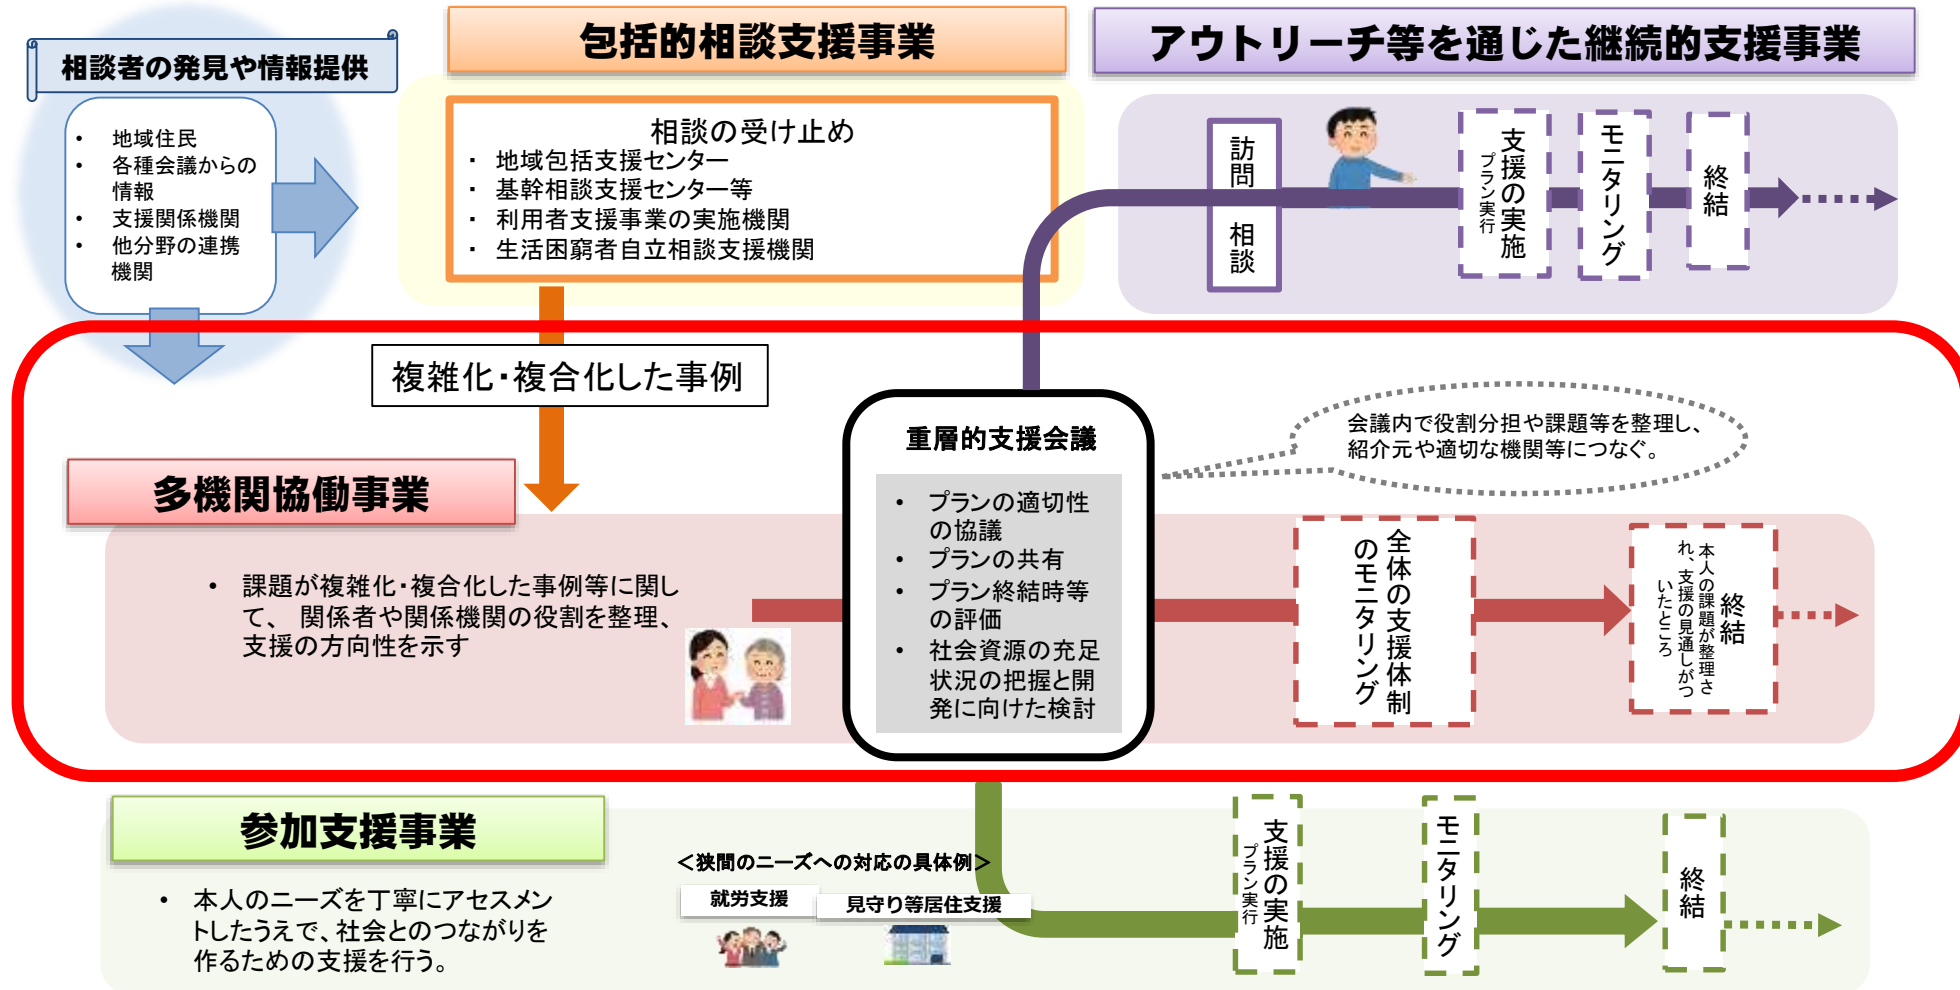 相談者の発見や情報提供
・ 地域住民
・ 各種会議からの
情報
・ 支援関係機関
・ 他分野の連携
機関
包括的相談支援事業
相談の受け止め
・ 地域包括支援センター
・ 基幹相談支援センター等
・ 利用者支援事業の実施機関
・ 生活困窮者自立相談支援機関
アウトリーチ等を通じた継続的支援事業
訪問
相談
支援の実施
プラン実行
モニタリング
終結
複雑化・複合化した事例
多機関協働事業
• 課題が複雑化・複合化した事例等に関し
て、 関係者や関係機関の役割を整理、
支援の方向性を示す
重層的支援会議
• プランの適切性
の協議
• プランの共有
• プラン終結時等
の評価
• 社会資源の充足
状況の把握と開
発に向けた検討
会議内で役割分担や課題等を整理し、
紹介元や適切な機関等につなぐ。
全体の支援体制
のモニタリング
終結
本人の課題が整理さ
れ、支援の見通しがつ
いたところ
参加支援事業
• 本人のニーズを丁寧にアセスメン
トしたうえで、社会とのつながりを
作るための支援を行う。
＜狭間のニーズへの対応の具体例＞
就労支援
見守り等居住支援
支援の実施
プラン実行
モニタリング
終結